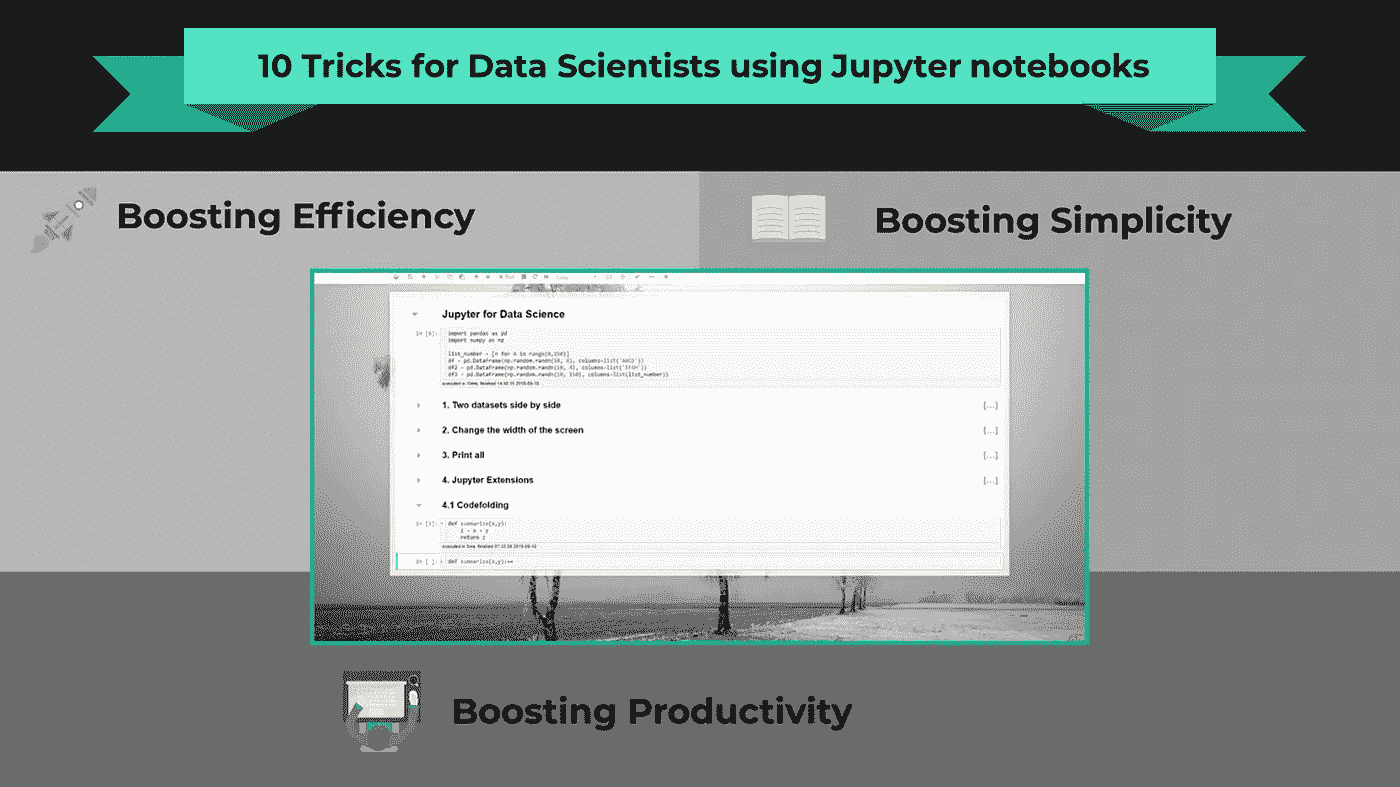 10 Tricks for Data Scientists using Jupyter notebooks
Boosting Efficiency
Boosting Simplicity
Jupyter for Data Science
import pandas as pd
import numpy as np
1. Two datasets side by side
[...]
2. Change the width of the screen
[...]
3. Print all
[...]
4. Jupyter Extensions
[...]
4.1 Codefolding
def summarize(x,y):
return z
In [ ]:
def summarize(x,y):
Boosting Productivity